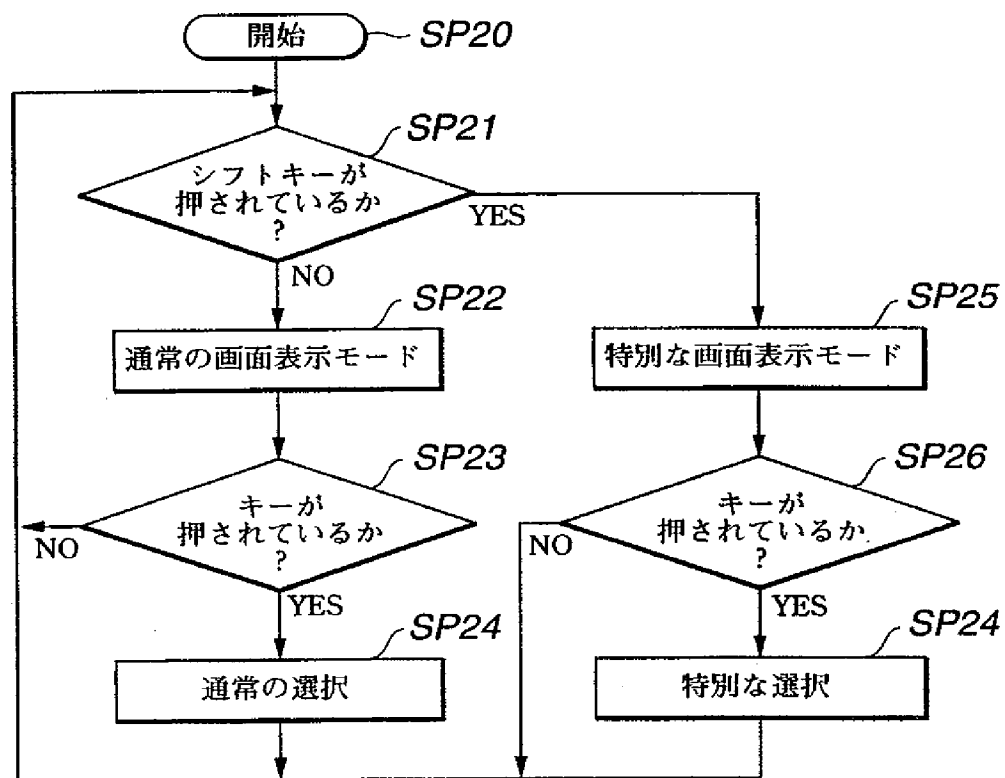 開始
SP20
SP21
シフトキーが
押されているか
?
YES
NO
SP22
通常の画面表示モード
SP25
特別な画面表示モード
SP23
キーが
押されているか
?
NO
YES
SP26
キーが
押されているか
?
NO
YES
SP24
通常の選択
SP24
特別な選択